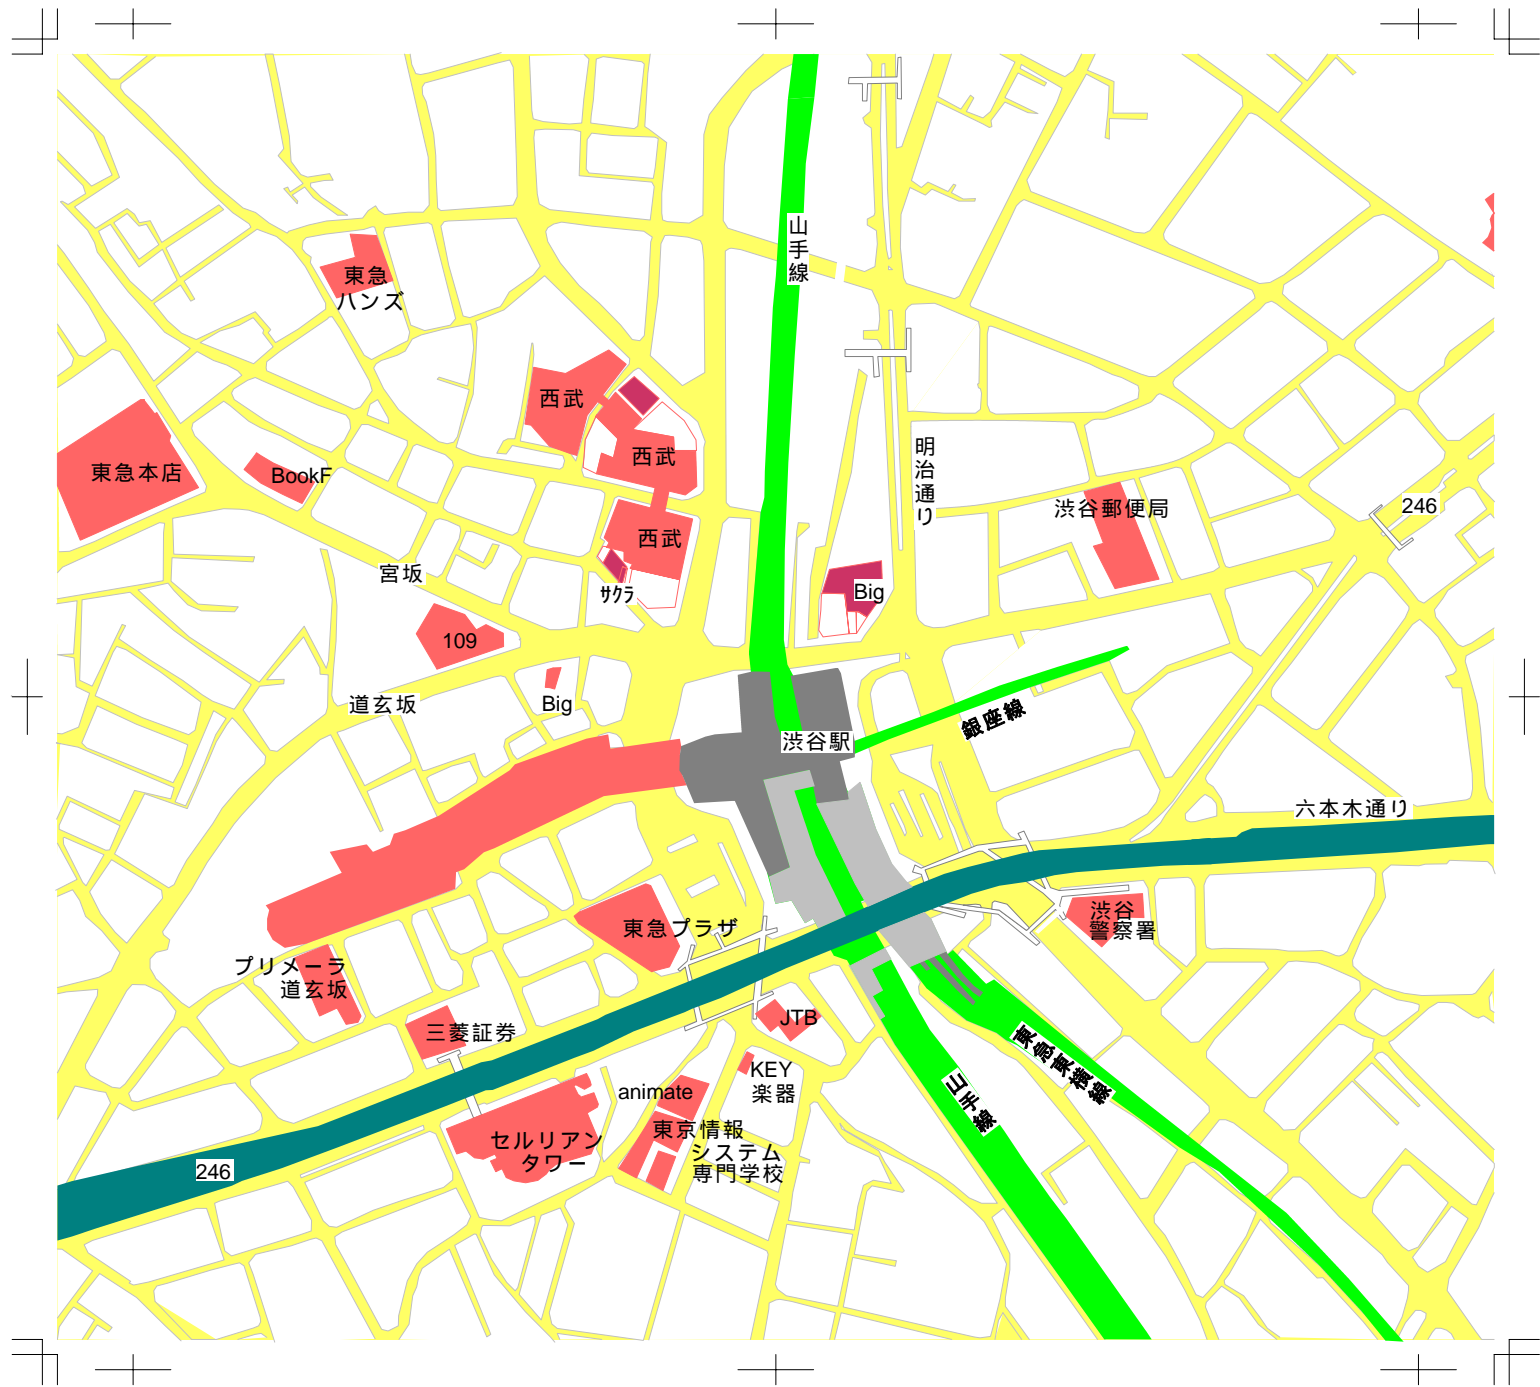 山手線
東急
ハンズ
西武
西武
明治通り
東急本店
BookF
渋谷郵便局
246
西武
宮坂
サクラ
Big
109
道玄坂
Big
銀座線
渋谷駅
六本木通り
東急プラザ
渋谷
警察署
プリメーラ
道玄坂
三菱証券
JTB
東急東横線
KEY
楽器
animate
山手線
東京情報
システム
専門学校
セルリアン
タワー
246